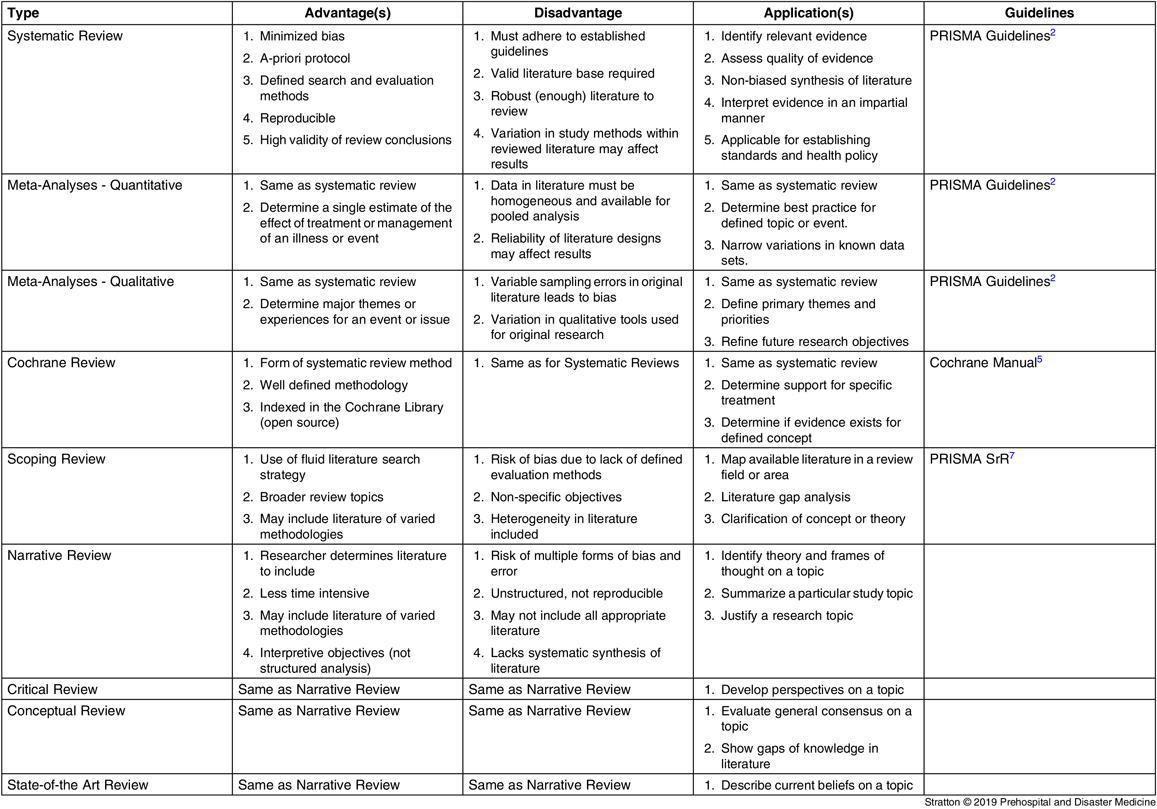 Type Advantage(s) Disadvantage Application(s) Guidelines
Systematic Review
1. Minimized bias
2. A-priori protocol
3. Defined search and evaluation
methods
4. Reproducible
5. High validity of review conclusions
1. Must adhere to established
guidelines
2. Valid literature base required
3. Robust (enough) literature to
review
4. Variation in study methods within
reviewed literature may affect
results
1. Identify relevant evidence
2. Assess quality of evidence
3. Non-biased synthesis of literature
4. Interpret evidence in an impartial
manner
5. Applicable for establishing
standards and health policy
PRISMA Guidelines2
Meta-Analyses - Quantitative
1. Same as systematic review
2. Determine a single estimate of the
effect of treatment or management
of an illness or event
1. Data in literature must be
homogeneous and available for
pooled analysis
2. Reliability of literature designs
may affect results
1. Same as systematic review
2. Determine best practice for
defined topic or event.
3. Narrow variations in known data
sets.
PRISMA Guidelines2
Meta-Analyses - Qualitative
1. Same as systematic review
2. Determine major themes or
experiences for an event or issue
1. Variable sampling errors in original
literature leads to bias
2. Variation in qualitative tools used
for original research
1. Same as systematic review
2. Define primary themes and
priorities
3. Refine future research objectives
PRISMA Guidelines2
Cochrane Review
1. Form of systematic review method
2. Well defined methodology
3. Indexed in the Cochrane Library
(open source)
1. Same as for Systematic Reviews
1. Same as systematic review
2. Determine support for specific
treatment
3. Determine if evidence exists for
defined concept
Cochrane Manual5
Scoping Review
1. Use of fluid literature search
strategy
2. Broader review topics
3. May include literature of varied
methodologies
1. Risk of bias due to lack of defined
evaluation methods
2. Non-specific objectives
3. Heterogeneity in literature
included
1. Map available literature in a review
field or area
2. Literature gap analysis
3. Clarification of concept or theory
PRISMA SrR7
Narrative Review
1. Researcher determines literature
to include
2. Less time intensive
3. May include literature of varied
methodologies
4. Interpretive objectives (not
structured analysis)
1. Risk of multiple forms of bias and
error
2. Unstructured, not reproducible
3. May not include all appropriate
literature
4. Lacks systematic synthesis of
literature
1. Identify theory and frames of
thought on a topic
2. Summarize a particular study topic
3. Justify a research topic
Critical Review
Same as Narrative Review
Same as Narrative Review
1. Develop perspectives on a topic
Conceptual Review
Same as Narrative Review
Same as Narrative Review
1. Evaluate general consensus on a
topic
2. Show gaps of knowledge in
literature
State-of-the Art Review
Same as Narrative Review
Same as Narrative Review
1. Describe current beliefs on a topic
Stratton © 2019 Prehospital and Disaster Medicine